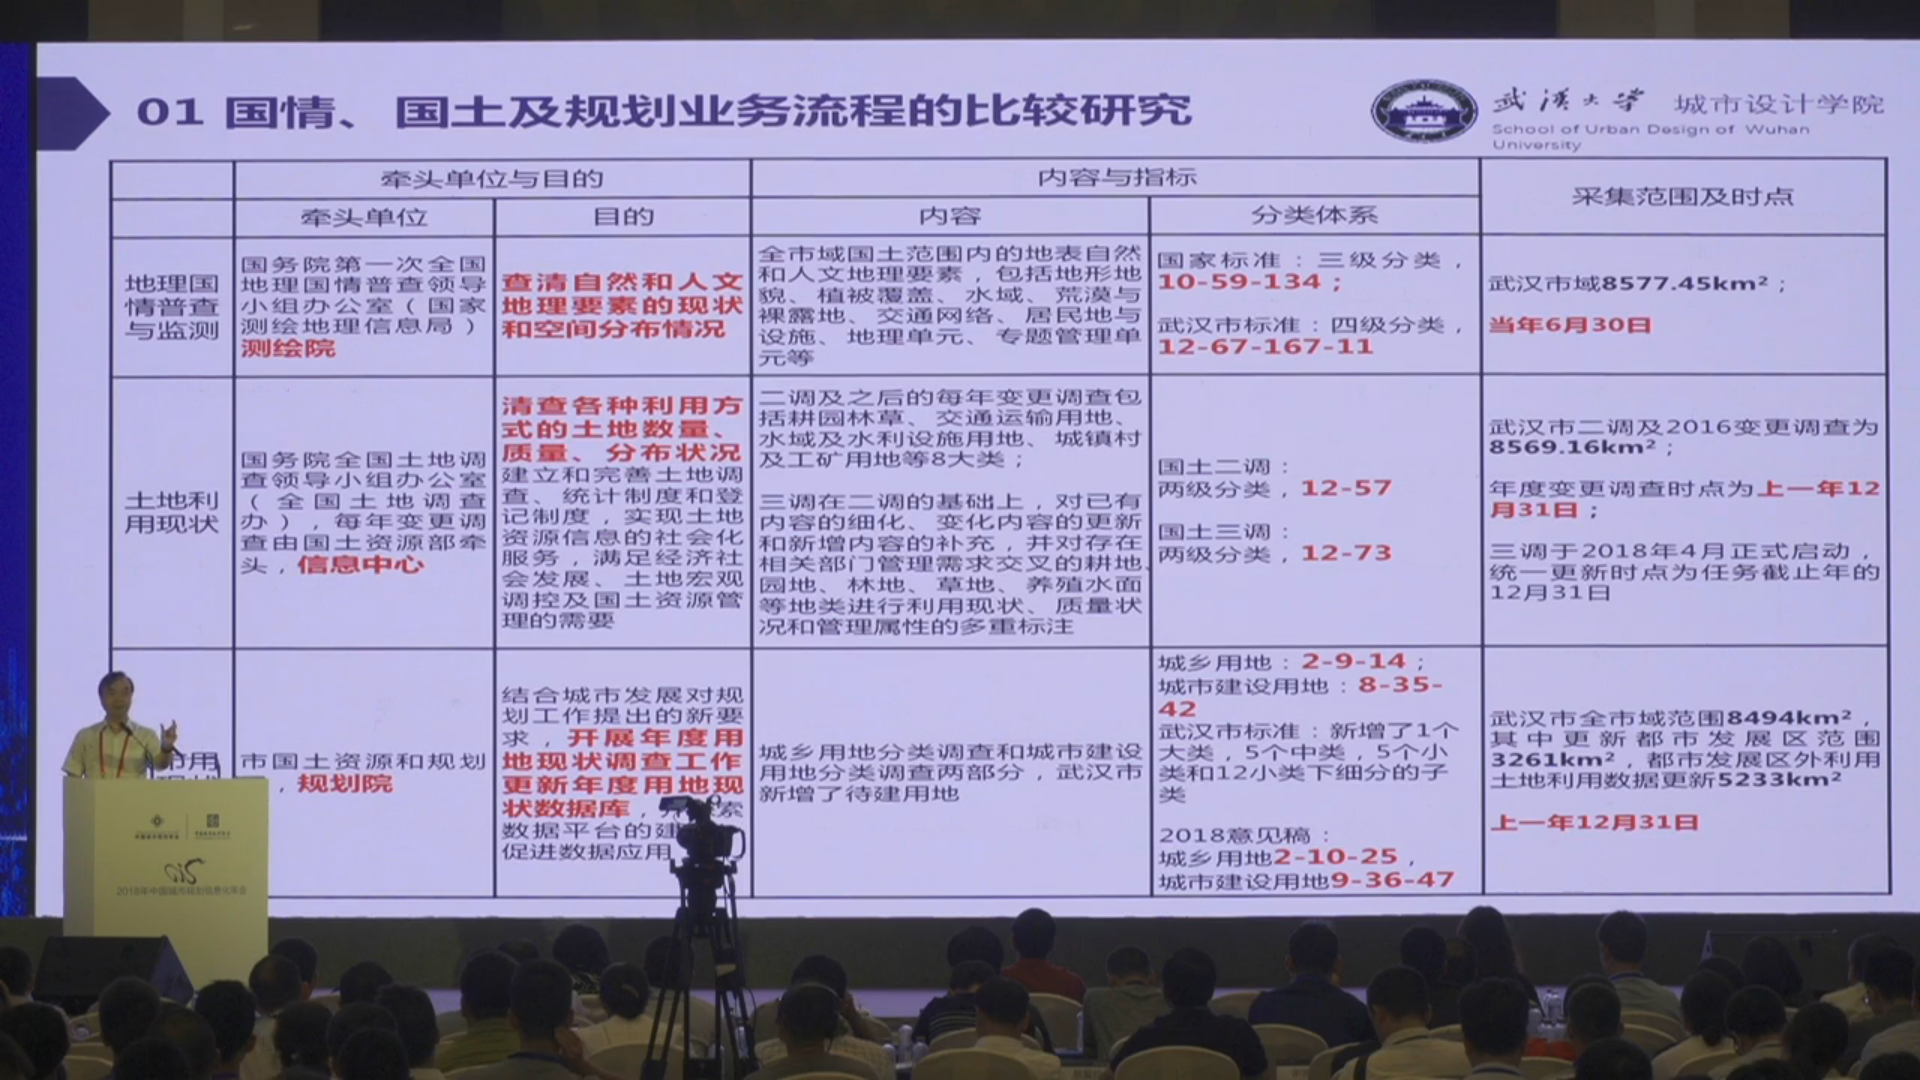 01 国情、国土及规划业务流程的比较研究
武汉大学 城市设计学院
School of Urban Design of Wuhan
University
牵头单位与目的
内容与指标
采集范围及时点
牵头单位
目的
内容
分类体系
地理国
情普查
与监测
国务院第一次全国
地理国情普查领导
小组办公室（国家
测绘地理信息局）
测绘院
查清自然和人文
地理要素的现状
和空间分布情况
全市域国土范围内的地表自然
和人文地理要素，包括地形地
貌、植被覆盖、水域、荒漠与
裸露地、交通网络、居民地与
设施、地理单元、专题管理单
元等
国家标准：三级分类，
10-59-134；
武汉市标准：四级分类，
12-67-167-11
武汉市域8577.45km²；
当年6月30日
土地利
用现状
国务院全国土地调
查领导小组办公室
（全国土地调查
办），每年变更调
查由国土资源部牵
头，信息中心
清查各种利用方
式的土地数量、
质量、分布状况
建立和完善土地调
查、统计制度和登
记制度，实现土地
资源信息的社会化
服务，满足经济社
会发展、土地宏观
调控及国土资源管
理的需要
二调及之后的每年变更调查包
括耕园林草、交通运输用地、
水域及水利设施用地、城镇村
及工矿用地等8大类；
三调在二调的基础上，对已有
内容的细化、变化内容的更新
和新增内容的补充，并对存在
相关部门管理需求交叉的耕地、
园地、林地、草地、养殖水面
等地类进行利用现状、质量状
况和管理属性的多重标注
国土二调：
两级分类，12-57
国土三调：
两级分类，12-73
武汉市二调及2016变更调查为
8569.16km²；
年度变更调查时点为上一年12
月31日；
三调于2018年4月正式启动，
统一更新时点为任务截止年的
12月31日
市用
市国土资源和规划
，规划院
结合城市发展对规
划工作提出的新要
求，开展年度用
地现状调查工作
更新年度用地现
状数据库，
数据平台的建
促进数据应用
城乡用地分类调查和城市建设
用地分类调查两部分，武汉市
新增了待建用地
城乡用地：2-9-14；
城市建设用地：8-35-
42
武汉市标准：新增了1个
大类，5个中类，5个小
类和12小类下细分的子
类
2018意见稿：
城乡用地2-10-25，
城市建设用地9-36-47
武汉市全市域范围8494km²，
其中更新都市发展区范围
3261km²，都市发展区外利用
土地利用数据更新5233km²
上一年12月31日
2018年中国城市规划信息化年会